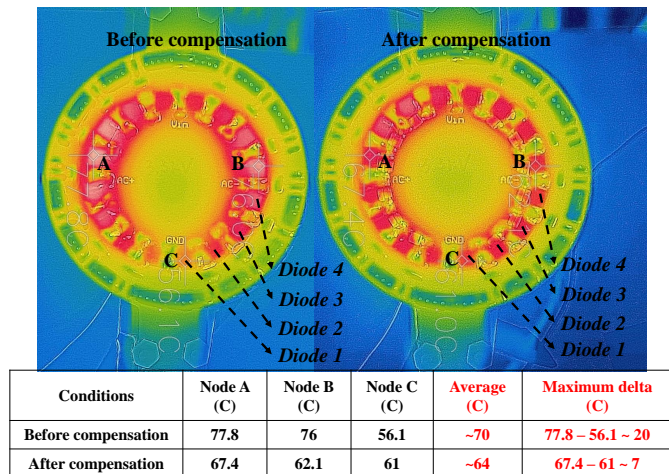 Before compensation
After compensation
Vin
Vin
A
B
A
B
AC+
AC-
AC+
AC-
GND
GND
C
C
Diode 4
Diode 3
Diode 2
Diode 1
Diode 4
Diode 3
Diode 2
Diode 1
Conditions Node A (C) Node B (C) Node C (C) Average (C) Maximum delta (C)
Before compensation 77.8 76 56.1 ~70 77.8 – 56.1 ~ 20
After compensation 67.4 62.1 61 ~64 67.4 – 61 ~ 7